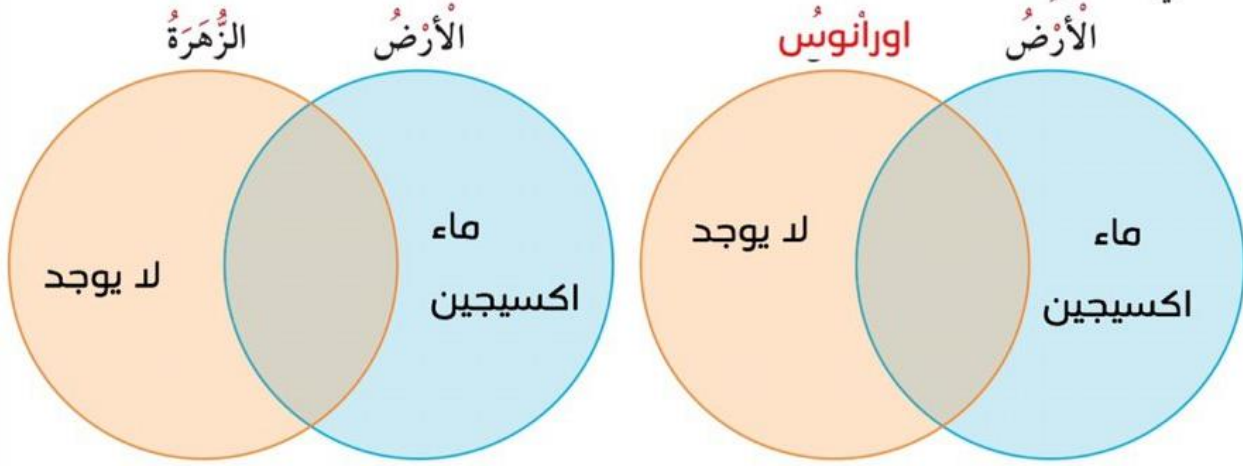 الْأَرْضُ
اورانوسُ
ماء
اكسيجين
لا يوجد
الْأَرْضُ
الزُّهَرَةُ
ماء
اكسيجين
لا يوجد